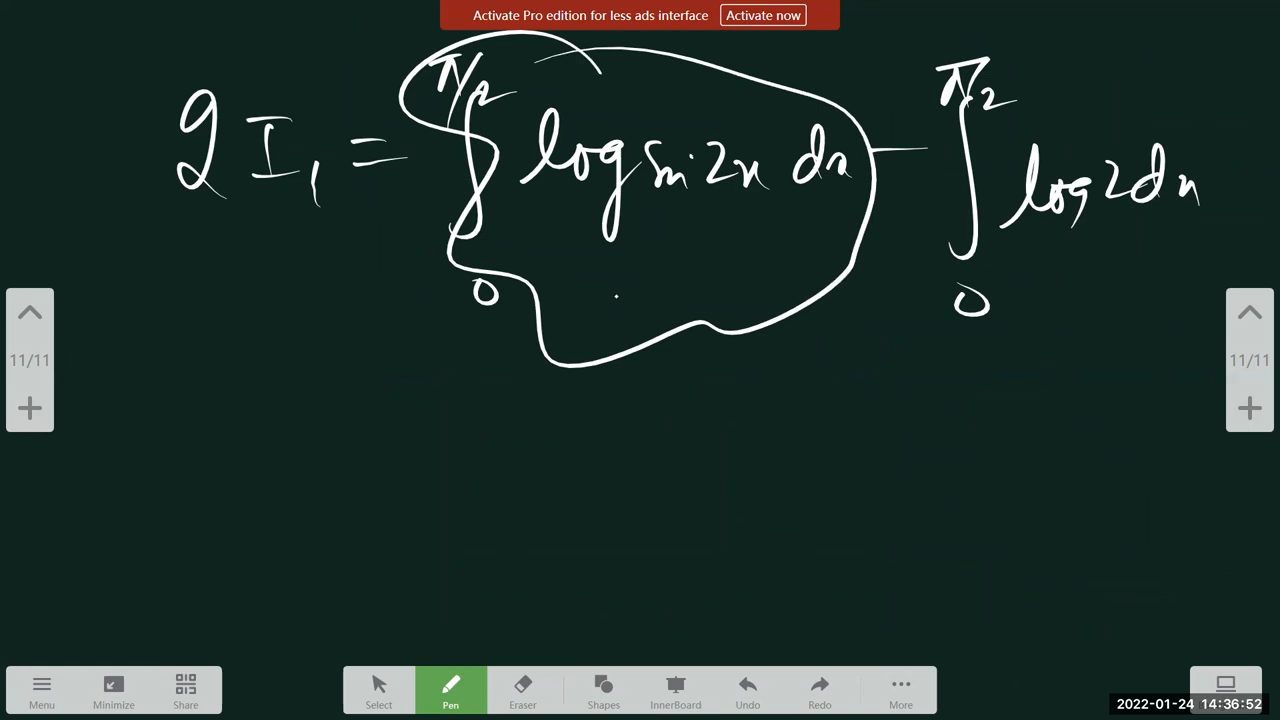 Activate Pro edition for less ads interface Activate now
2 I₁ = ∫₀^{π/2} log sin 2x dx − ∫₀^{π/2} log 2 dx
11/11 11/11
Menu Minimize Share Select Pen Eraser Shapes InnerBoard Undo Redo More
2022-01-24 14:36:52